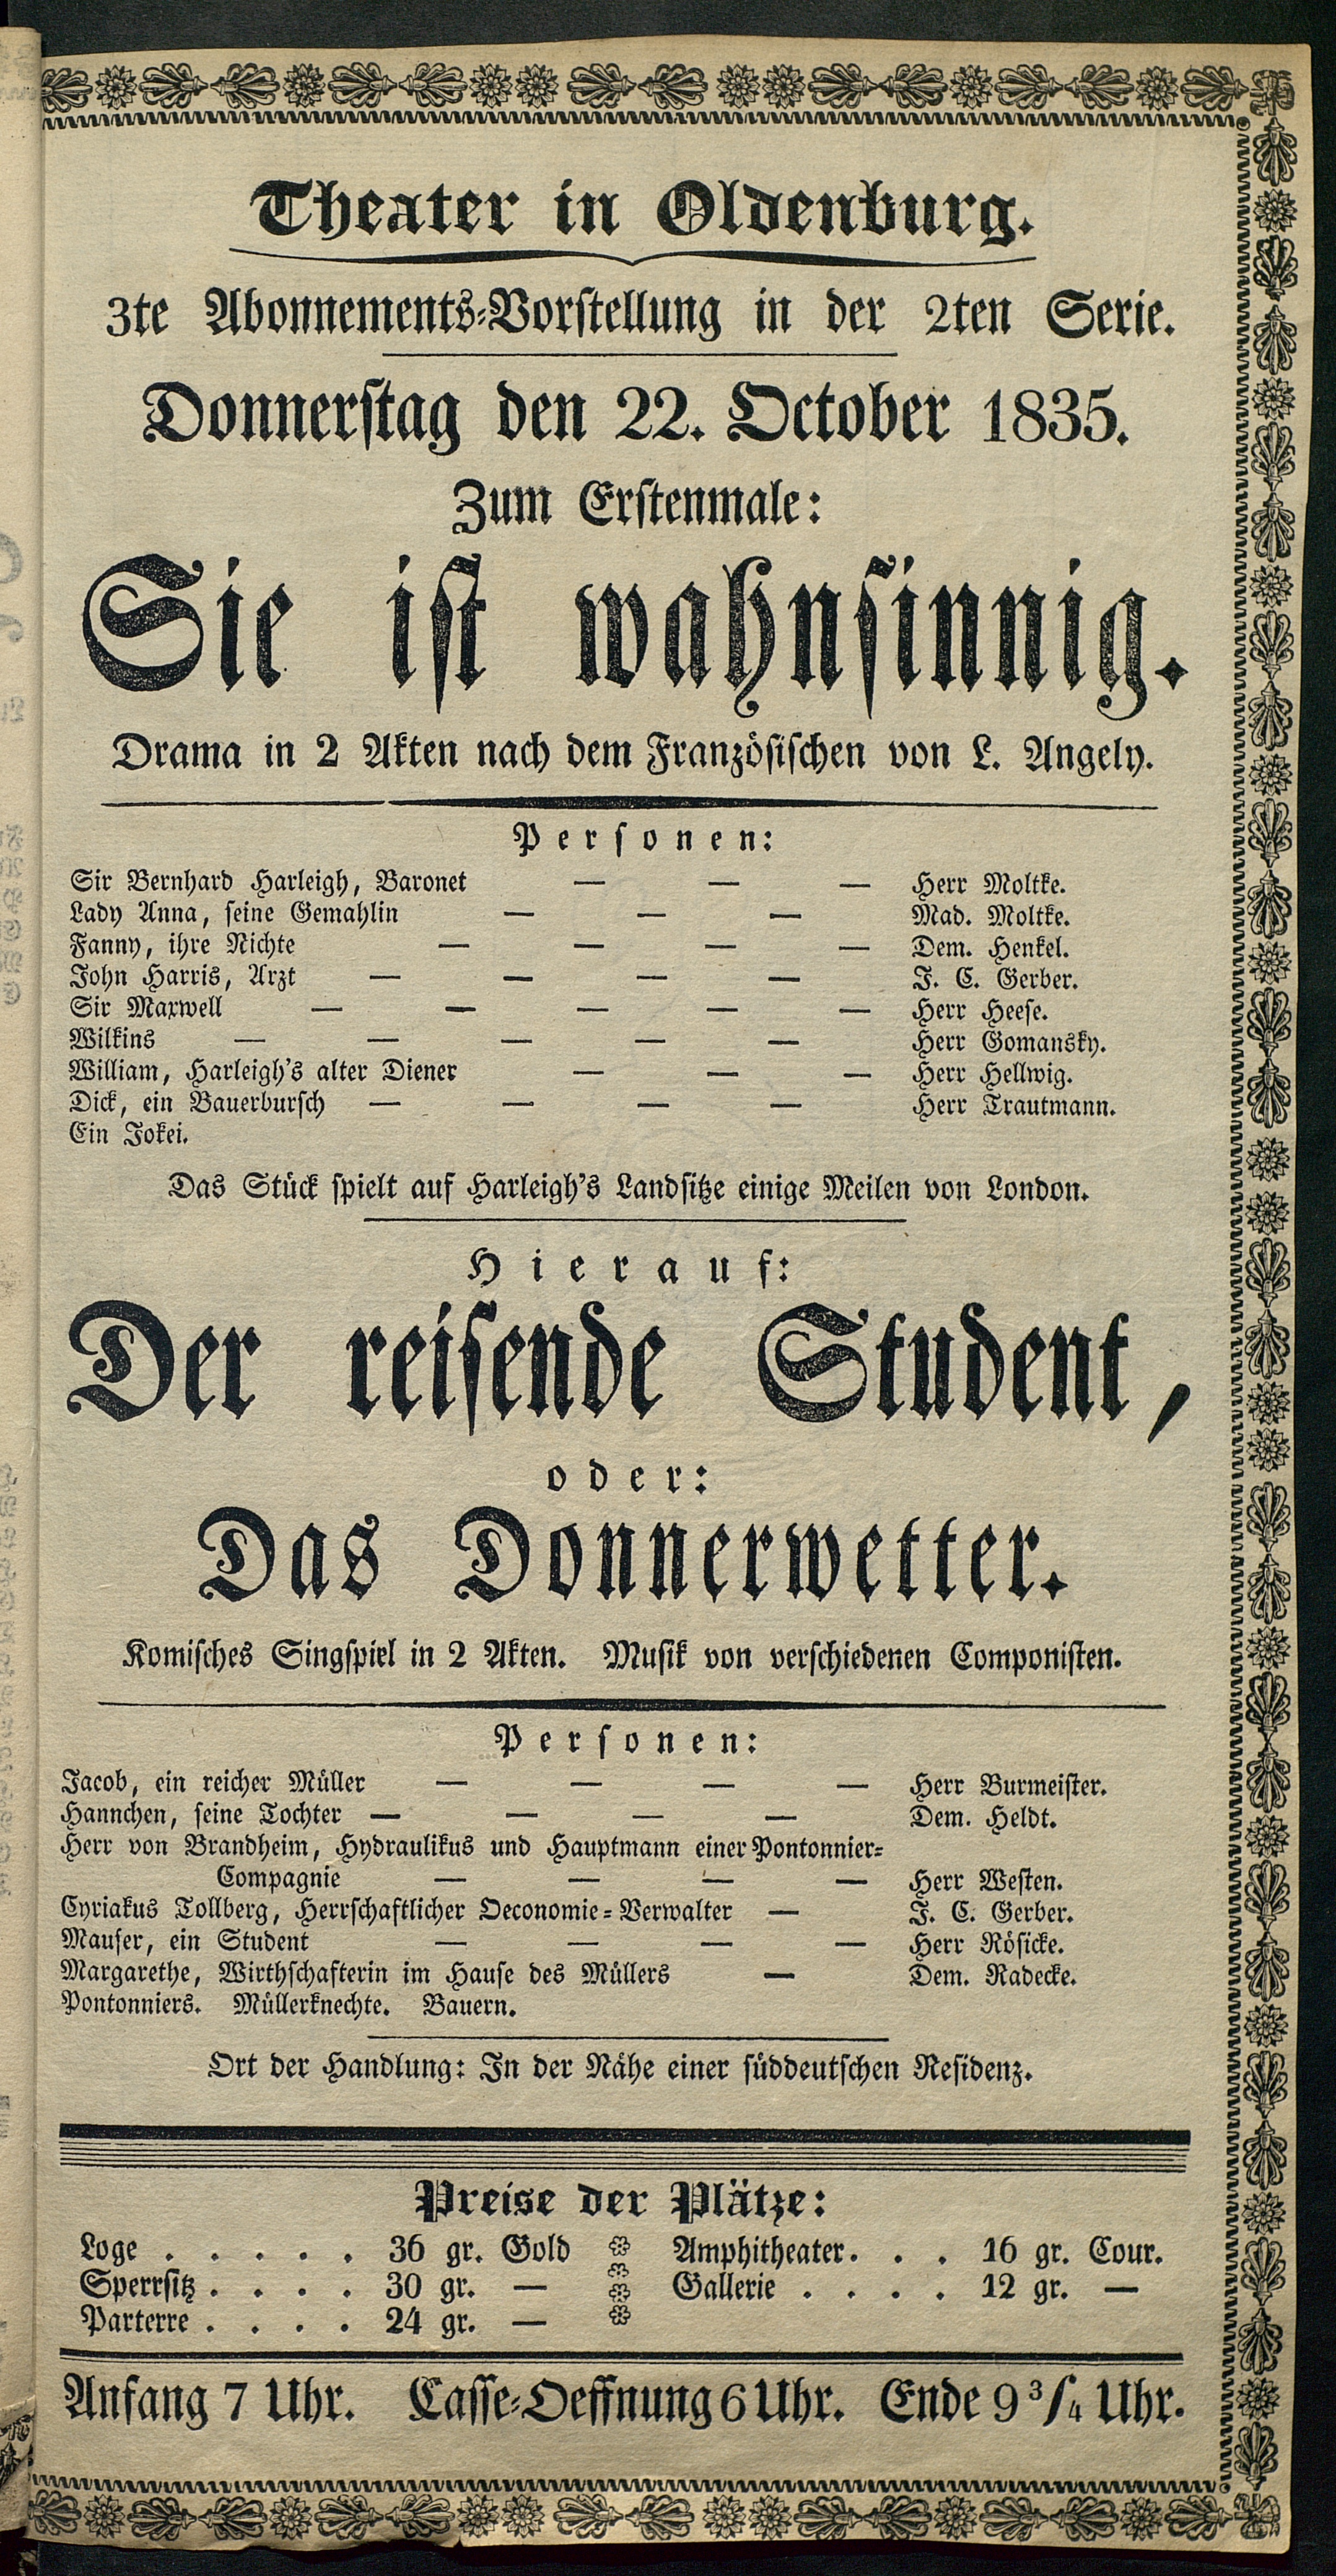 Theater in Oldenburg.
3te Abonnements-Vorstellung in der 2ten Serie.
Donnerstag den 22. October 1835.
Zum Erstenmale:
Sie ist wahnsinnig.
Drama in 2 Akten nach dem Französischen von L. Angely.
Personen:
Sir Bernhard Harleigh, Baronet — — — Herr Moltke.
Lady Anna, seine Gemahlin — — — Mad. Moltke.
Fanny, ihre Nichte — — — — Dem. Henkel.
John Harris, Arzt — — — — J. C. Gerber.
Sir Maxwell — — — — — Herr Heese.
Wilkins — — — — — Herr Gomansky.
William, Harleigh's alter Diener — — — Herr Hellwig.
Dick, ein Bauerbursch — — — — Herr Trautmann.
Ein Jokei.
Das Stück spielt auf Harleigh's Landsitze einige Meilen von London.
Hierauf:
Der reisende Student,
oder:
Das Donnerwetter.
Komisches Singspiel in 2 Akten. Musik von verschiedenen Componisten.
Personen:
Jacob, ein reicher Müller — — — — Herr Burmeister.
Hannchen, seine Tochter — — — — Dem. Heldt.
Herr von Brandheim, Hydraulikus und Hauptmann einer Pontonnier-
Compagnie — — — — Herr Westen.
Cyriakus Tollberg, Herrschaftlicher Oeconomie-Verwalter — J. C. Gerber.
Mauser, ein Student — — — — Herr Rösicke.
Margarethe, Wirthschafterin im Hause des Müllers — Dem. Radecke.
Pontonniers. Müllerknechte. Bauern.
Ort der Handlung: In der Nähe einer süddeutschen Residenz.
Preise der Plätze:
Loge . . . . . 36 gr. Gold Amphitheater. . . 16 gr. Cour.
Sperrsitz . . . . 30 gr. — Gallerie . . . . 12 gr. —
Parterre . . . . 24 gr. —
Anfang 7 Uhr. Casse-Oeffnung 6 Uhr. Ende 9 3/4 Uhr.